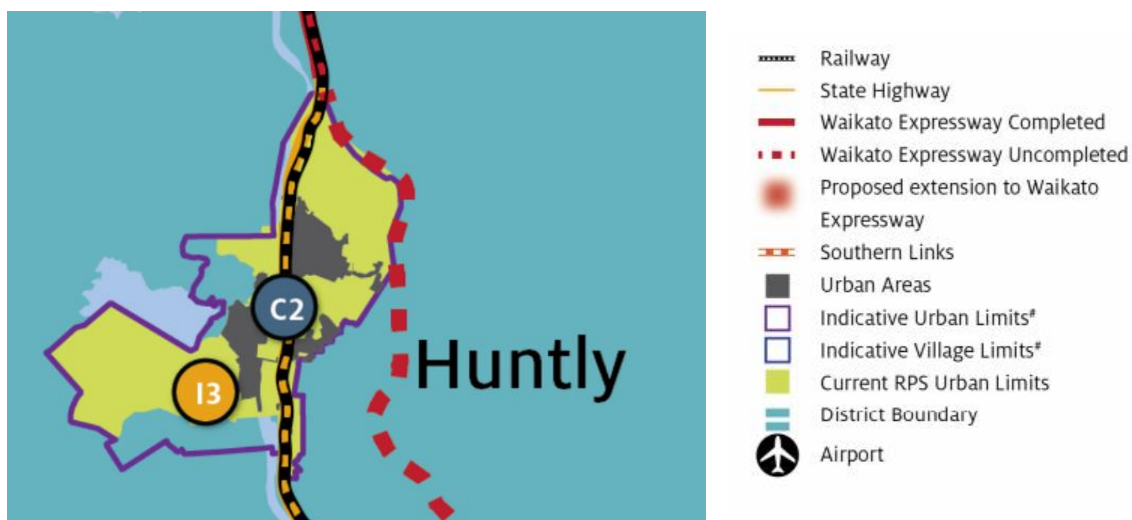 C2
Huntly
I3
Railway
State Highway
Waikato Expressway Completed
Waikato Expressway Uncompleted
Proposed extension to Waikato
Expressway
Southern Links
Urban Areas
Indicative Urban Limits#
Indicative Village Limits#
Current RPS Urban Limits
District Boundary
Airport